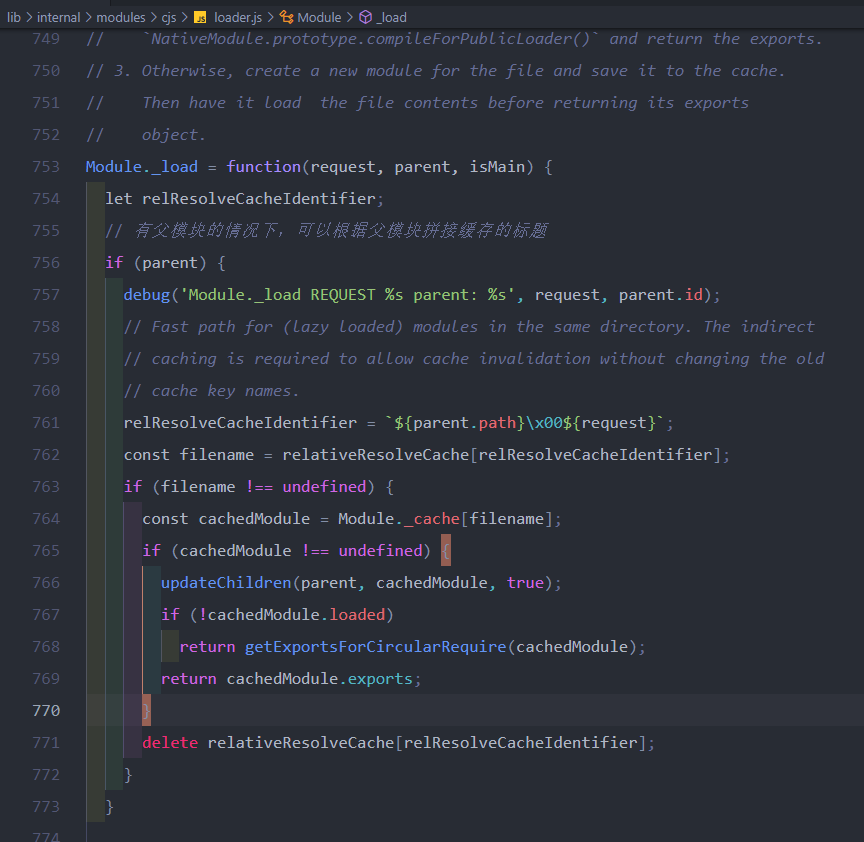 lib > internal > modules > cjs > JS loader.js > Module > _load
749 //    `NativeModule.prototype.compileForPublicLoader()` and return the exports.
750 // 3. Otherwise, create a new module for the file and save it to the cache.
751 //    Then have it load  the file contents before returning its exports
752 //    object.
753 Module._load = function(request, parent, isMain) {
754   let relResolveCacheIdentifier;
755   // 有父模块的情况下，可以根据父模块拼接缓存的标题
756   if (parent) {
757     debug('Module._load REQUEST %s parent: %s', request, parent.id);
758     // Fast path for (lazy loaded) modules in the same directory. The indirect
759     // caching is required to allow cache invalidation without changing the old
760     // cache key names.
761     relResolveCacheIdentifier = `${parent.path}\x00${request}`;
762     const filename = relativeResolveCache[relResolveCacheIdentifier];
763     if (filename !== undefined) {
764       const cachedModule = Module._cache[filename];
765       if (cachedModule !== undefined) {
766         updateChildren(parent, cachedModule, true);
767         if (!cachedModule.loaded)
768           return getExportsForCircularRequire(cachedModule);
769         return cachedModule.exports;
770       }
771       delete relativeResolveCache[relResolveCacheIdentifier];
772     }
773   }
774